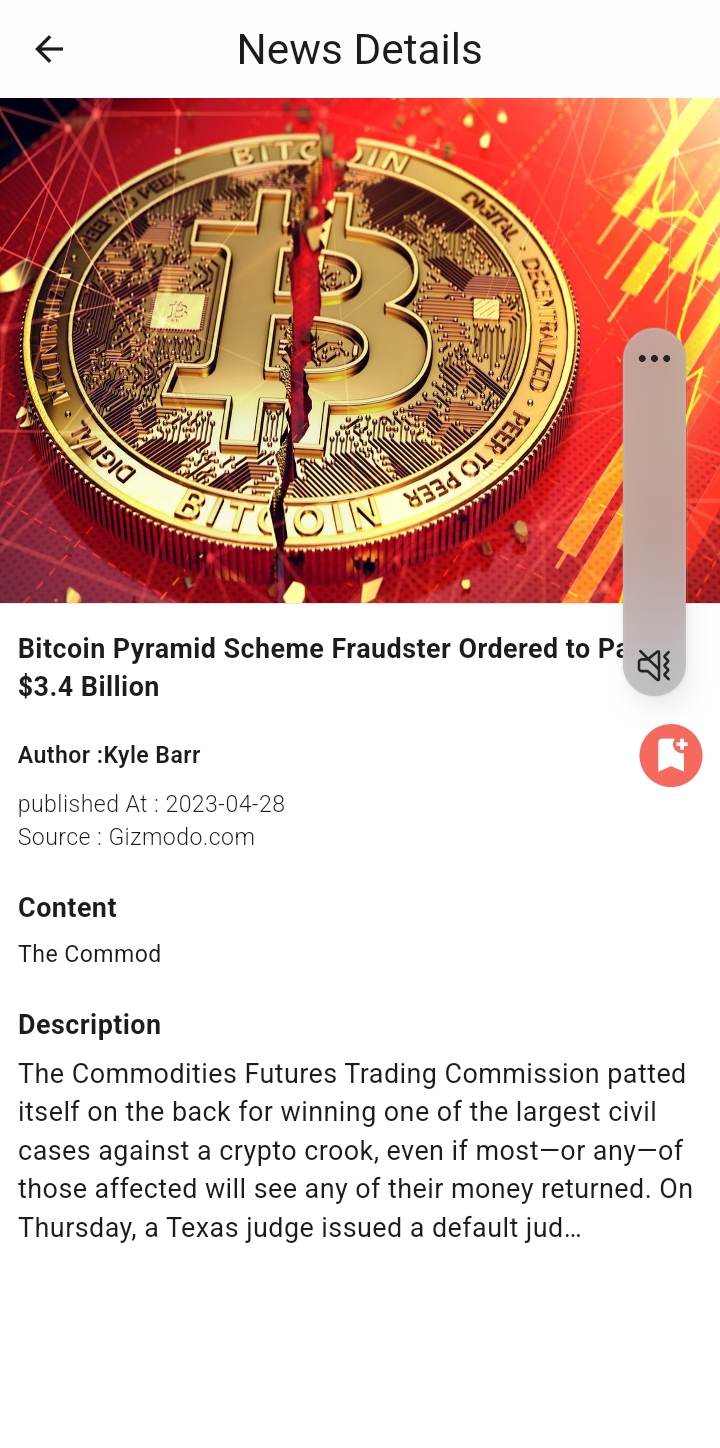 News Details
BITCOIN
DIGITAL · DECENTRALIZED · PEER TO PEER
BITCOIN
DIGITAL
PEER TO PEER
Bitcoin Pyramid Scheme Fraudster Ordered to
$3.4 Billion
Author :Kyle Barr
published At : 2023-04-28
Source : Gizmodo.com
Content
The Commod
Description
The Commodities Futures Trading Commission patted
itself on the back for winning one of the largest civil
cases against a crypto crook, even if most—or any—of
those affected will see any of their money returned. On
Thursday, a Texas judge issued a default jud…